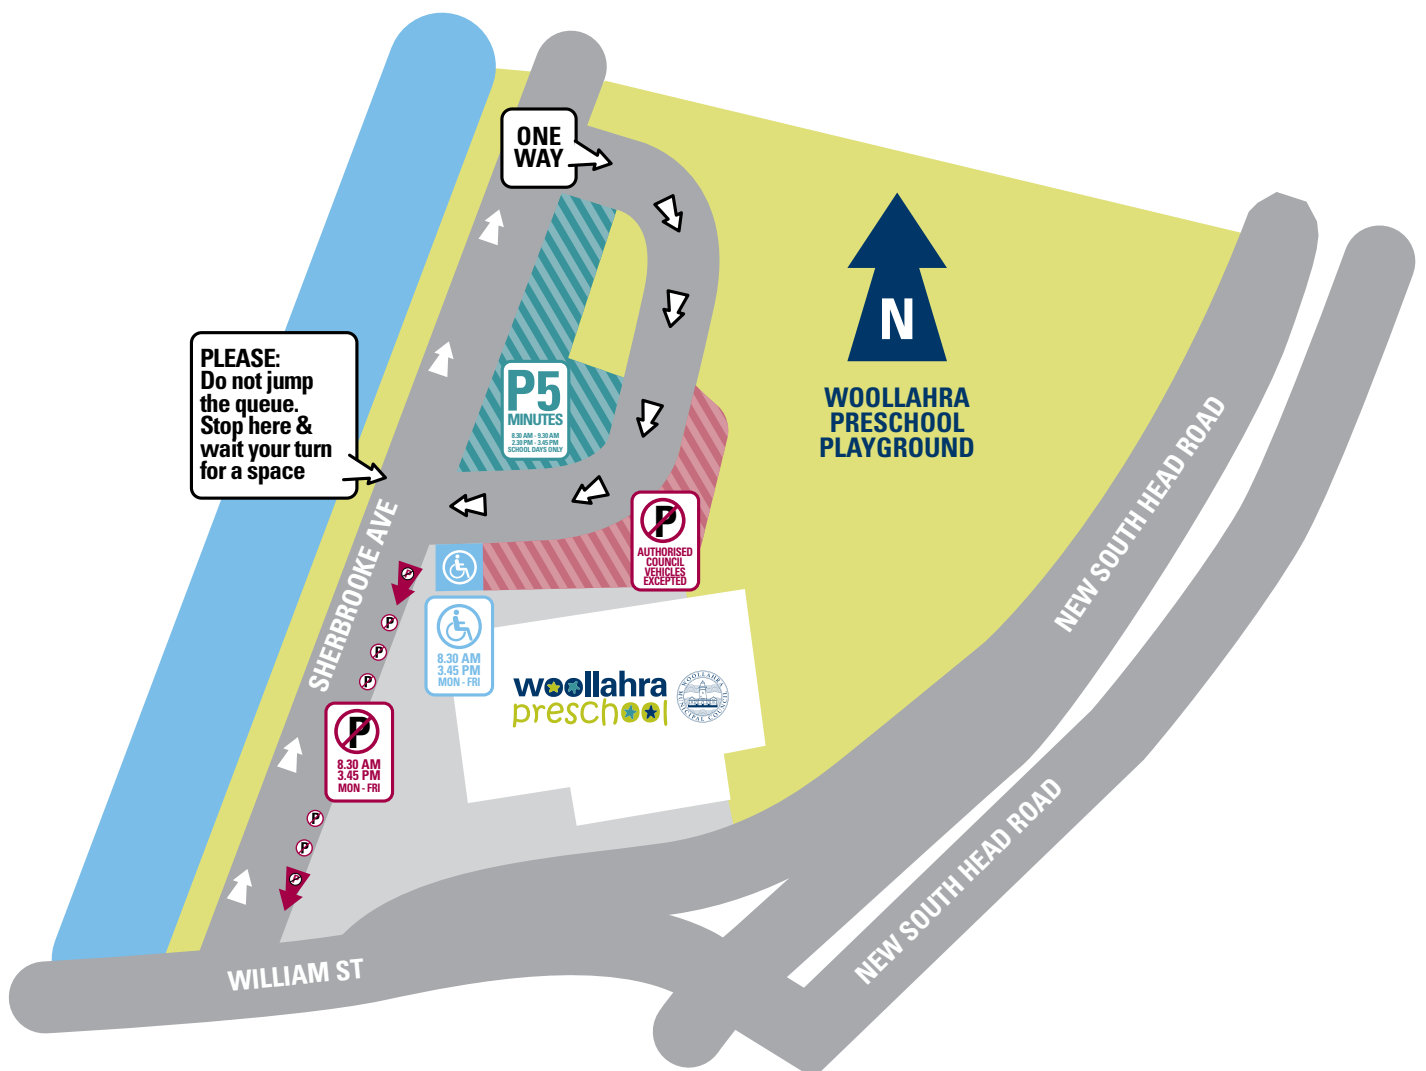 ONE
WAY
N
WOOLLAHRA
PRESCHOOL
PLAYGROUND
PLEASE:
Do not jump
the queue.
Stop here &
wait your turn
for a space
P5
MINUTES
8.30 AM - 9.30 AM
2.30 PM - 3.45 PM
SCHOOL DAYS ONLY
NEW SOUTH HEAD ROAD
SHERBROOKE AVE
P
AUTHORISED
COUNCIL
VEHICLES
EXCEPTED
P
P
P
P
8.30 AM
3.45 PM
MON - FRI
woollahra
preschool
WOOLLAHRA
MUNICIPAL COUNCIL
P
8.30 AM
3.45 PM
MON - FRI
P
P
P
NEW SOUTH HEAD ROAD
WILLIAM ST